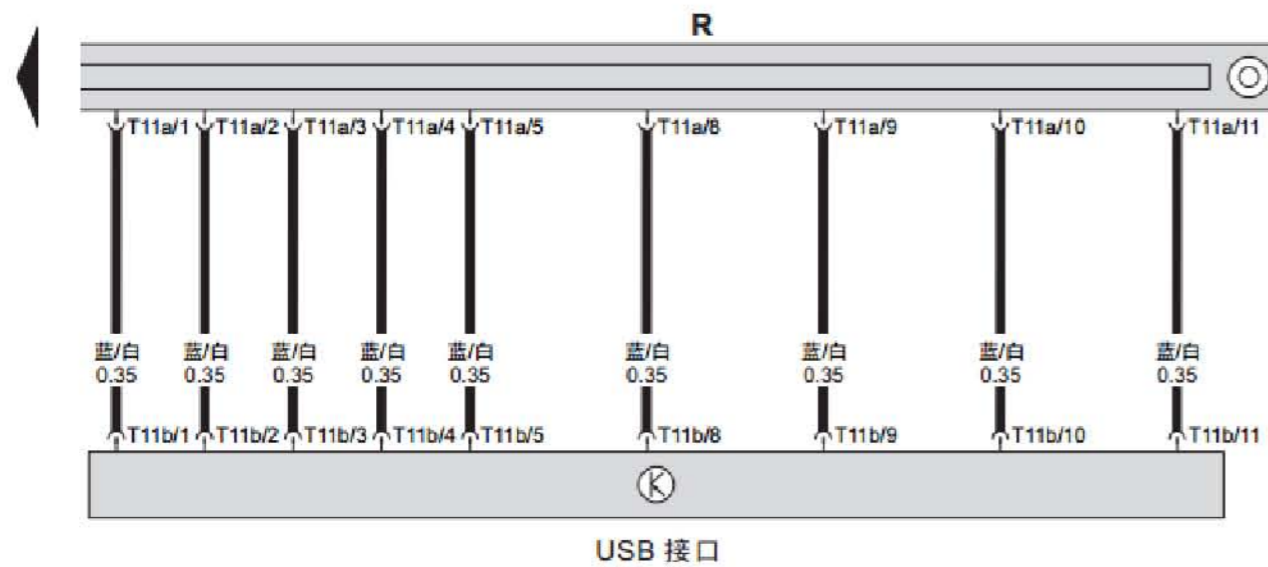 R
T11a/1 T11a/2 T11a/3 T11a/4 T11a/5 T11a/8 T11a/9 T11a/10 T11a/11
蓝/白 蓝/白 蓝/白 蓝/白 蓝/白 蓝/白 蓝/白 蓝/白 蓝/白
0.35 0.35 0.35 0.35 0.35 0.35 0.35 0.35 0.35
T11b/1 T11b/2 T11b/3 T11b/4 T11b/5 T11b/8 T11b/9 T11b/10 T11b/11
USB 接口